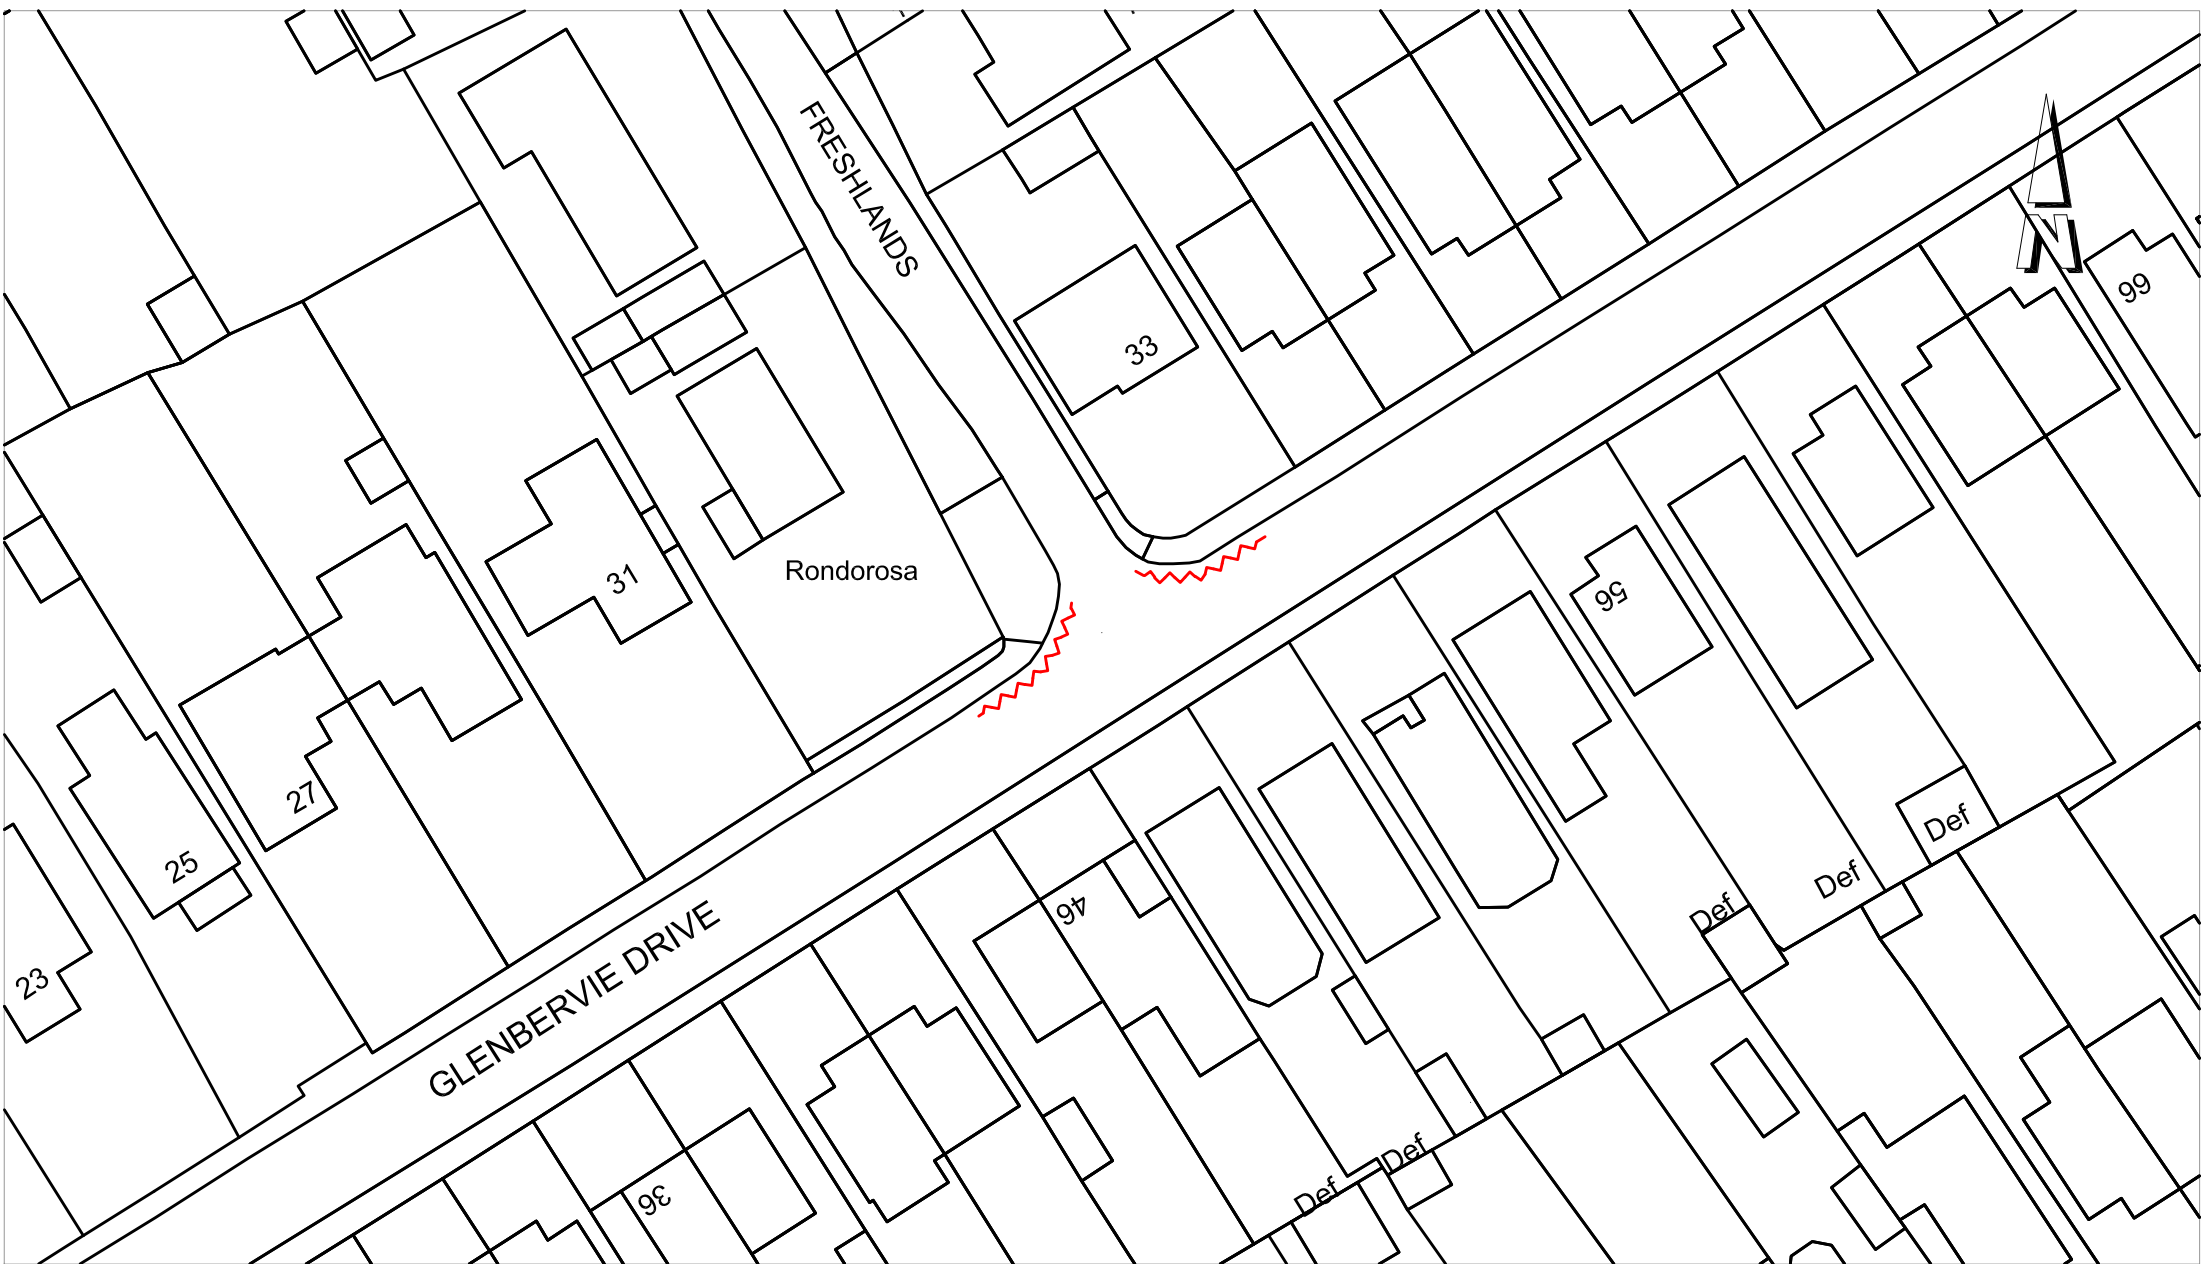 FRESHLANDS
33
99
Rondorosa
31
56
27
25
46
23
GLENBERVIE DRIVE
36
Def
Def
Def
Def
Def
N